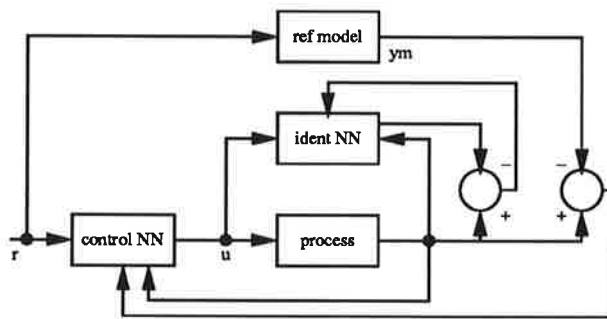 ref model
ym
ident NN
−
−
+
+
control NN
process
r
u